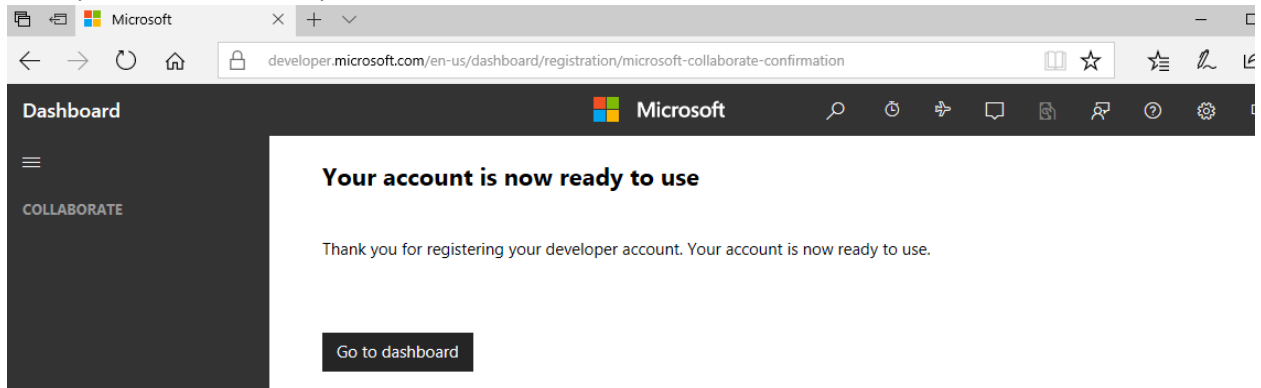 Microsoft
developer.microsoft.com/en-us/dashboard/registration/microsoft-collaborate-confirmation
Dashboard
Microsoft
COLLABORATE
Your account is now ready to use
Thank you for registering your developer account. Your account is now ready to use.
Go to dashboard